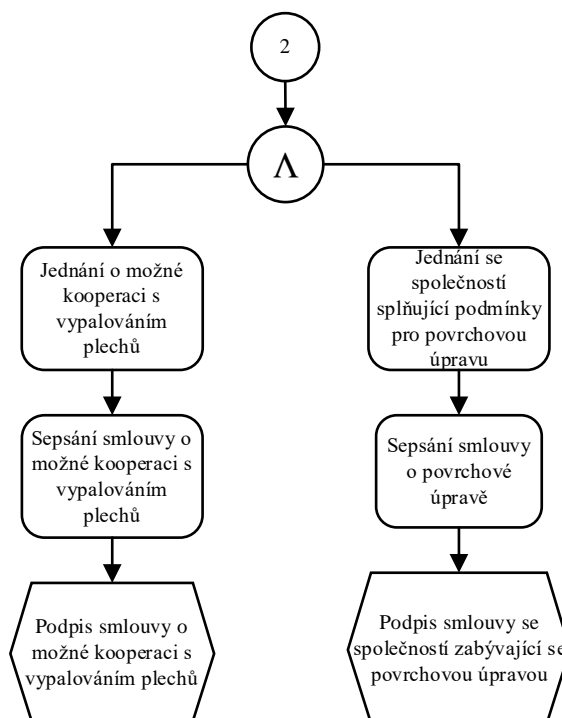 2
Λ
Jednání o možné
kooperaci s
vypalováním
plechů
Jednání se
společností
splňující podmínky
pro povrchovou
úpravu
Sepsání smlouvy o
možné kooperaci s
vypalováním
plechů
Sepsání smlouvy
o povrchové
úpravě
Podpis smlouvy o
možné kooperaci s
vypalováním plechů
Podpis smlouvy se
společností zabývající se
povrchovou úpravou